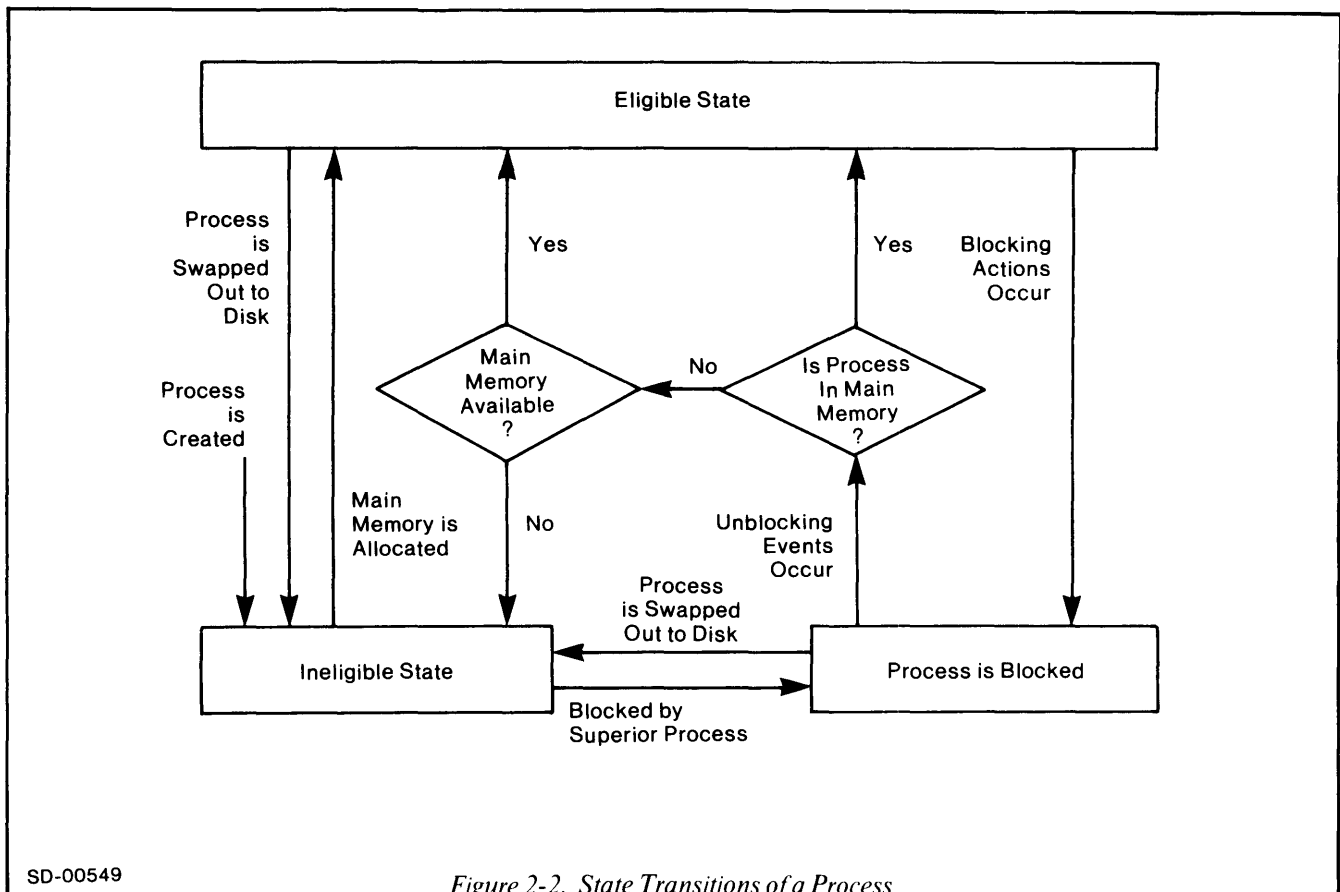 Eligible State
Process
is
Swapped
Out to
Disk
Yes
Yes
Blocking
Actions
Occur
Main
Memory
Available
?
No
Is Process
In Main
Memory
?
Process
is
Created
Main
Memory is
Allocated
No
Unblocking
Events
Occur
Process
is Swapped
Out to Disk
Ineligible State
Process is Blocked
Blocked by
Superior Process
SD-00549
Figure 2-2. State Transitions of a Process